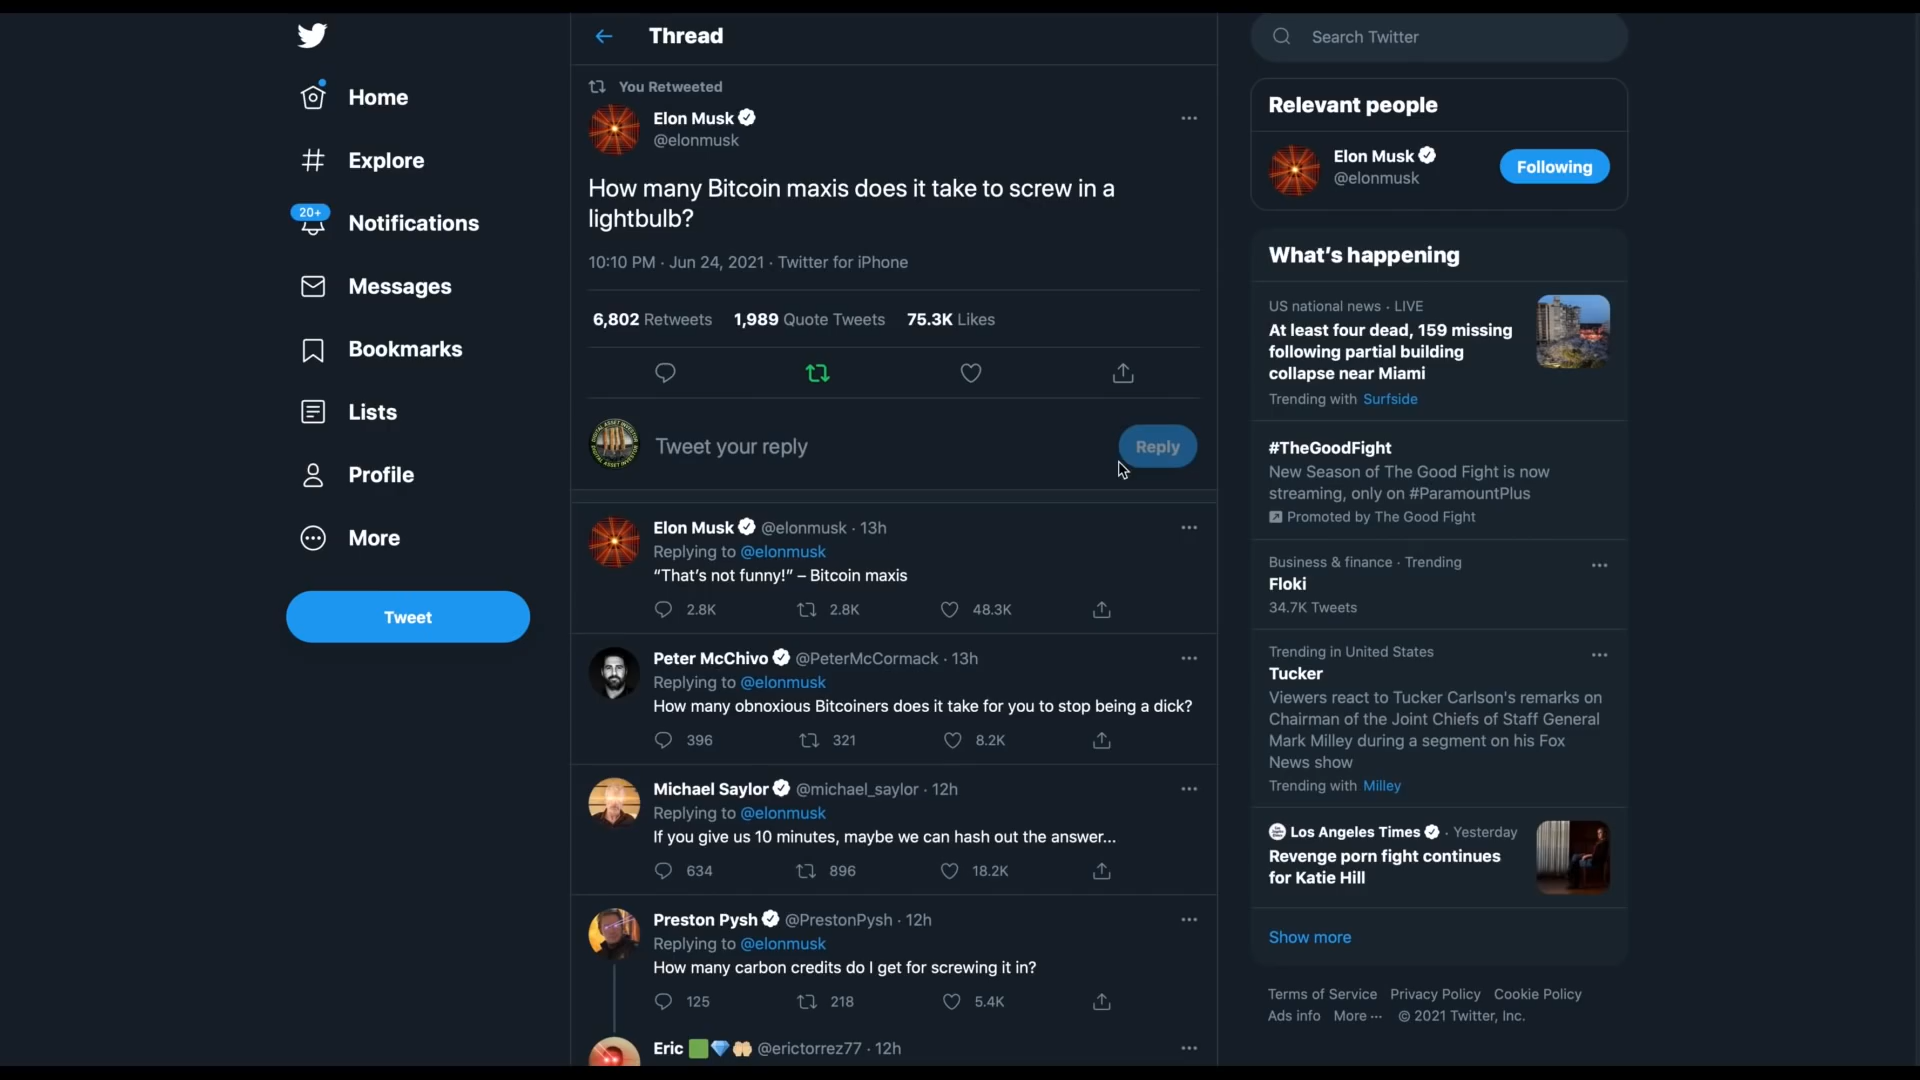 Home
Explore
20+
Notifications
Messages
Bookmarks
Lists
Profile
More
Tweet
Thread
You Retweeted
Elon Musk
@elonmusk
How many Bitcoin maxis does it take to screw in a
lightbulb?
10:10 PM · Jun 24, 2021 · Twitter for iPhone
6,802 Retweets 1,989 Quote Tweets 75.3K Likes
DIGITAL ASSET INVESTOR
Tweet your reply
Reply
Elon Musk @elonmusk · 13h
Replying to @elonmusk
“That’s not funny!” – Bitcoin maxis
2.8K 2.8K 48.3K
Peter McChivo @PeterMcCormack · 13h
Replying to @elonmusk
How many obnoxious Bitcoiners does it take for you to stop being a dick?
396 321 8.2K
Michael Saylor @michael_saylor · 12h
Replying to @elonmusk
If you give us 10 minutes, maybe we can hash out the answer...
634 896 18.2K
Preston Pysh @PrestonPysh · 12h
Replying to @elonmusk
How many carbon credits do I get for screwing it in?
125 218 5.4K
Eric 🟩💎👐🏼 @erictorrez77 · 12h
Search Twitter
Relevant people
Elon Musk
@elonmusk
Following
What’s happening
US national news · LIVE
At least four dead, 159 missing
following partial building
collapse near Miami
Trending with Surfside
#TheGoodFight
New Season of The Good Fight is now
streaming, only on #ParamountPlus
Promoted by The Good Fight
Business & finance · Trending
Floki
34.7K Tweets
Trending in United States
Tucker
Viewers react to Tucker Carlson's remarks on
Chairman of the Joint Chiefs of Staff General
Mark Milley during a segment on his Fox
News show
Trending with Milley
Los Angeles Times · Yesterday
Revenge porn fight continues
for Katie Hill
Show more
Terms of Service Privacy Policy Cookie Policy
Ads info More ··· © 2021 Twitter, Inc.